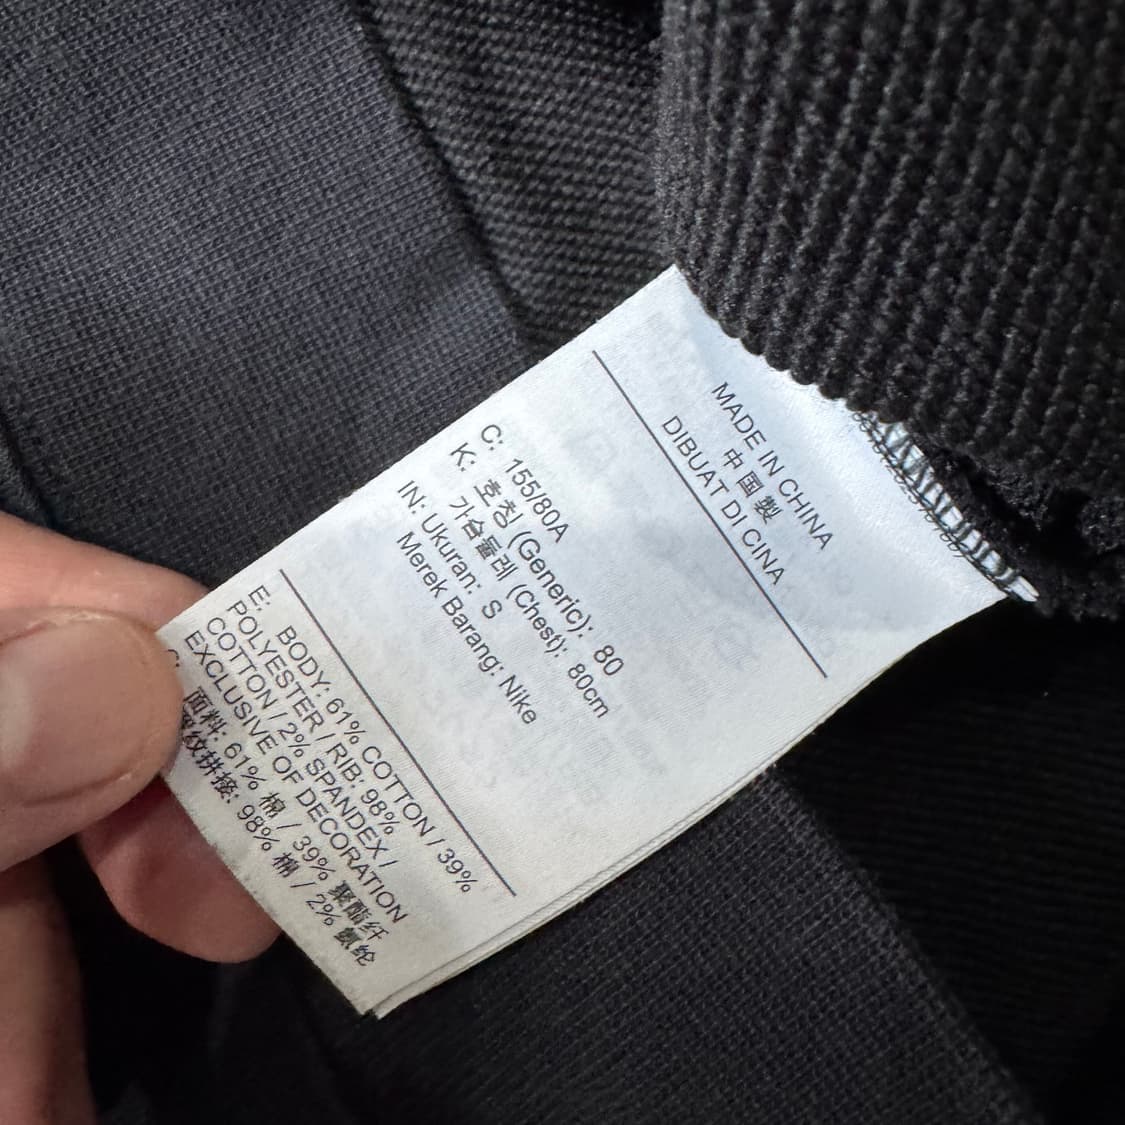 MADE IN CHINA
中国製
DIBUAT DI CINA
C: 155/80A
K: 호칭 (Generic): 80
가슴둘레 (Chest): 80cm
IN: Ukuran: S
Merek Barang: Nike
E: BODY: 61% COTTON / 39%
POLYESTER / RIB: 98%
COTTON / 2% SPANDEX /
EXCLUSIVE OF DECORATION
面料: 61% 棉 / 39% 聚酯纤
纹拼接: 98% 棉 / 2% 氨纶